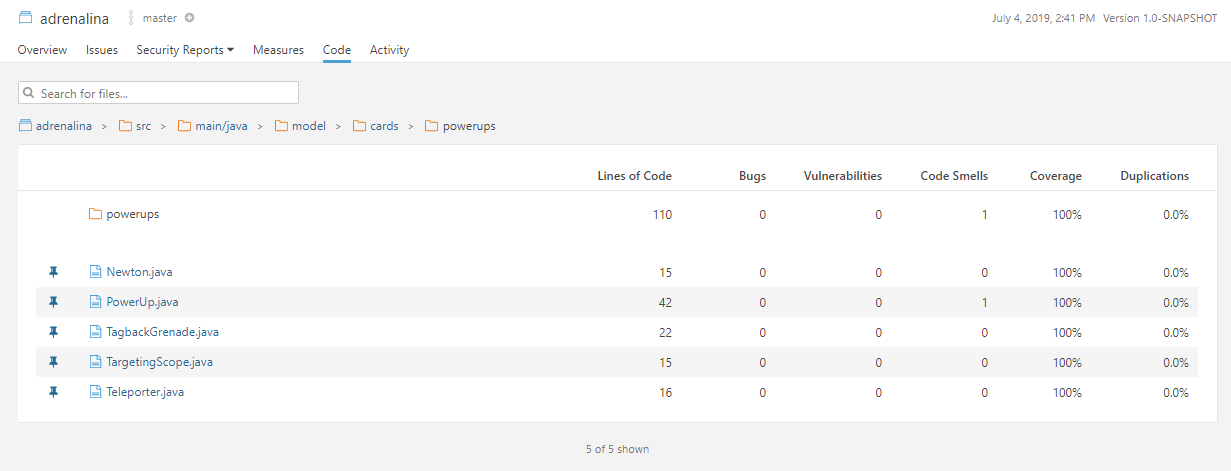 adrenalina master July 4, 2019, 2:41 PM Version 1.0-SNAPSHOT
Overview Issues Security Reports Measures Code Activity
Search for files...
adrenalina > src > main/java > model > cards > powerups
Lines of Code Bugs Vulnerabilities Code Smells Coverage Duplications
powerups 110 0 0 1 100% 0.0%
Newton.java 15 0 0 0 100% 0.0%
PowerUp.java 42 0 0 1 100% 0.0%
TagbackGrenade.java 22 0 0 0 100% 0.0%
TargetingScope.java 15 0 0 0 100% 0.0%
Teleporter.java 16 0 0 0 100% 0.0%
5 of 5 shown